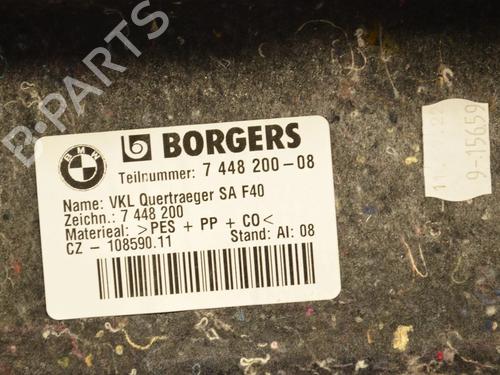 B-PARTS
BMW
BORGERS
Teilnummer: 7 448 200-08
Name: VKL Quertraeger SA F40
Zeichn.: 7 448 200
Materieal: >PES + PP + CO<
CZ - 108590.11 Stand: AI: 08
9-15659